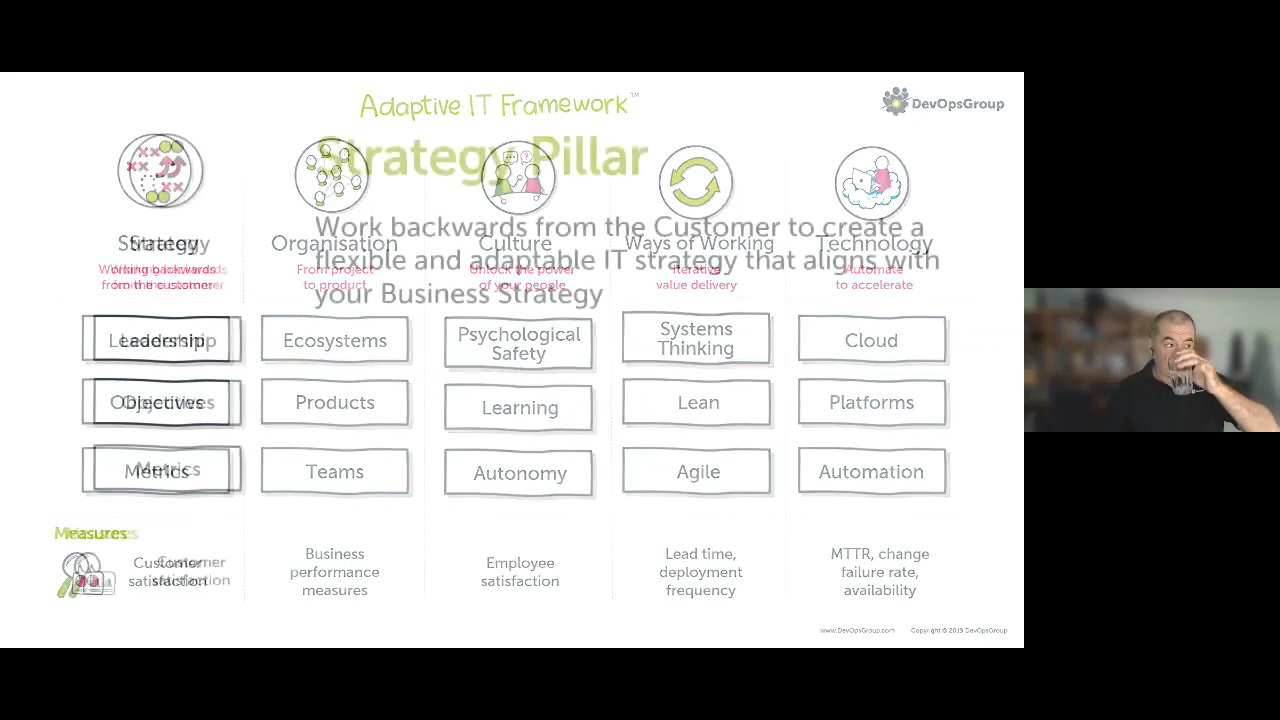 Adaptive IT Framework™
DevOpsGroup
Strategy Pillar
Work backwards from the Customer to create a
flexible and adaptable IT strategy that aligns with
your Business Strategy
Strategy
Working backwards
from the customer
Leadership
Objectives
Metrics
Measures
Customer
satisfaction
Organisation
From project
to product
Ecosystems
Products
Teams
Business
performance
measures
Culture
Unlock the power
of your people
Psychological
Safety
Learning
Autonomy
Employee
satisfaction
Ways of Working
Iterative
value delivery
Systems
Thinking
Lean
Agile
Lead time,
deployment
frequency
Technology
Automate
to accelerate
Cloud
Platforms
Automation
MTTR, change
failure rate,
availability
www.DevOpsGroup.com
Copyright © 2019 DevOpsGroup